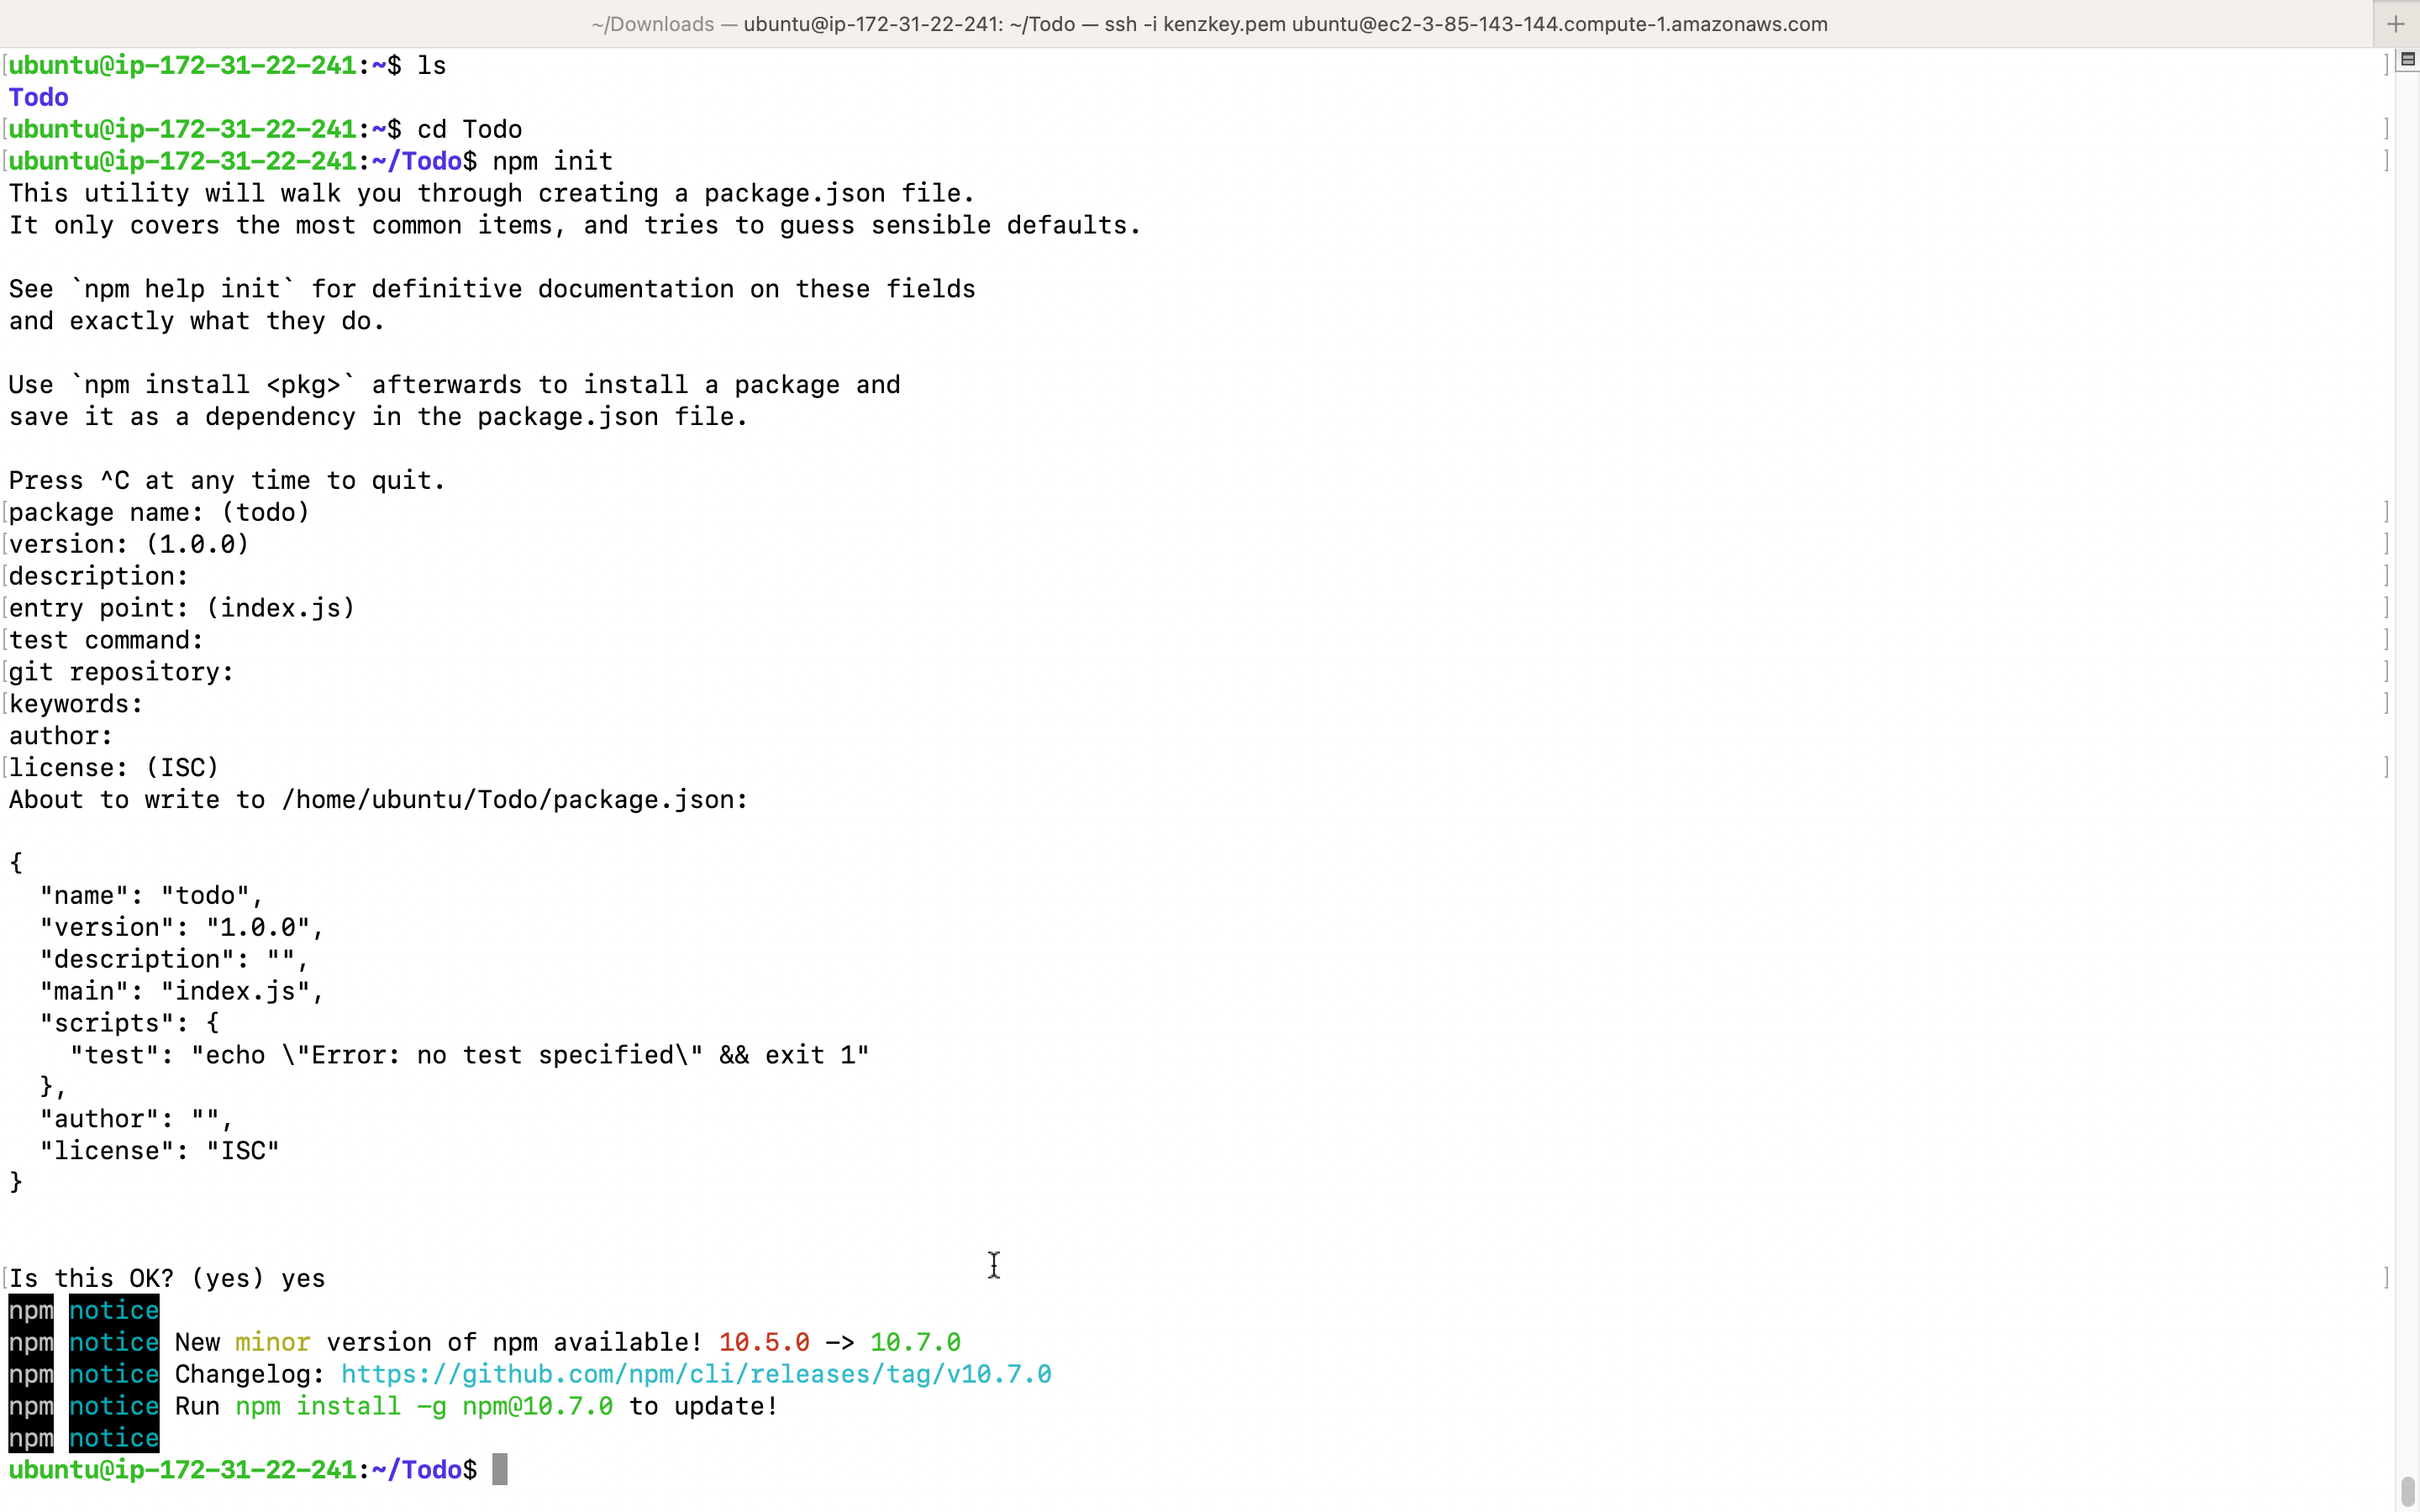 ~/Downloads — ubuntu@ip-172-31-22-241: ~/Todo — ssh -i kenzkey.pem ubuntu@ec2-3-85-143-144.compute-1.amazonaws.com
ubuntu@ip-172-31-22-241:~$ ls
Todo
ubuntu@ip-172-31-22-241:~$ cd Todo
ubuntu@ip-172-31-22-241:~/Todo$ npm init
This utility will walk you through creating a package.json file.
It only covers the most common items, and tries to guess sensible defaults.

See `npm help init` for definitive documentation on these fields
and exactly what they do.

Use `npm install <pkg>` afterwards to install a package and
save it as a dependency in the package.json file.

Press ^C at any time to quit.
package name: (todo)
version: (1.0.0)
description:
entry point: (index.js)
test command:
git repository:
keywords:
author:
license: (ISC)
About to write to /home/ubuntu/Todo/package.json:

{
  "name": "todo",
  "version": "1.0.0",
  "description": "",
  "main": "index.js",
  "scripts": {
    "test": "echo \"Error: no test specified\" && exit 1"
  },
  "author": "",
  "license": "ISC"
}

Is this OK? (yes) yes
npm notice
npm notice New minor version of npm available! 10.5.0 -> 10.7.0
npm notice Changelog: https://github.com/npm/cli/releases/tag/v10.7.0
npm notice Run npm install -g npm@10.7.0 to update!
npm notice
ubuntu@ip-172-31-22-241:~/Todo$